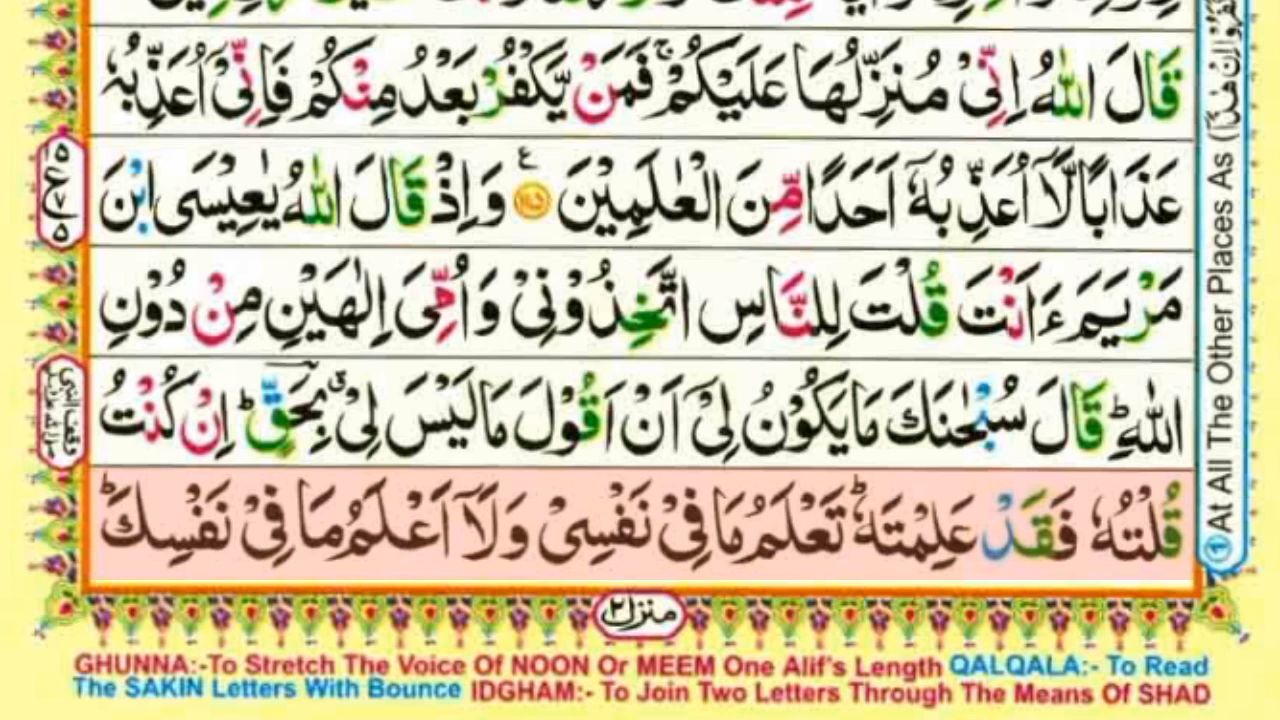 قَالَ اللّٰهُ اِنِّیْ مُنَزِّلُهَا عَلَیْكُمْ ۚ فَمَنْ یَّكْفُرْ بَعْدُ مِنْكُمْ فَاِنِّیْۤ اُعَذِّبُهٗ
عَذَابًا لَّاۤ اُعَذِّبُهٗۤ اَحَدًا مِّنَ الْعٰلَمِیْنَ ۝۱۱۵ ع وَ اِذْ قَالَ اللّٰهُ یٰعِیْسَی ابْنَ
مَرْیَمَ ءَاَنْتَ قُلْتَ لِلنَّاسِ اتَّخِذُوْنِیْ وَ اُمِّیَ اِلٰهَیْنِ مِنْ دُوْنِ
اللّٰهِ ؕ قَالَ سُبْحٰنَكَ مَا یَكُوْنُ لِیْۤ اَنْ اَقُوْلَ مَا لَیْسَ لِیْ ۗ بِحَقٍّ ؕ اِنْ كُنْتُ
قُلْتُهٗ فَقَدْ عَلِمْتَهٗ ؕ تَعْلَمُ مَا فِیْ نَفْسِیْ وَ لَاۤ اَعْلَمُ مَا فِیْ نَفْسِكَ ؕ
منزل ٢
GHUNNA:-To Stretch The Voice Of NOON Or MEEM One Alif's Length QALQALA:- To Read
The SAKIN Letters With Bounce IDGHAM:- To Join Two Letters Through The Means Of SHAD
① At All The Other Places As (